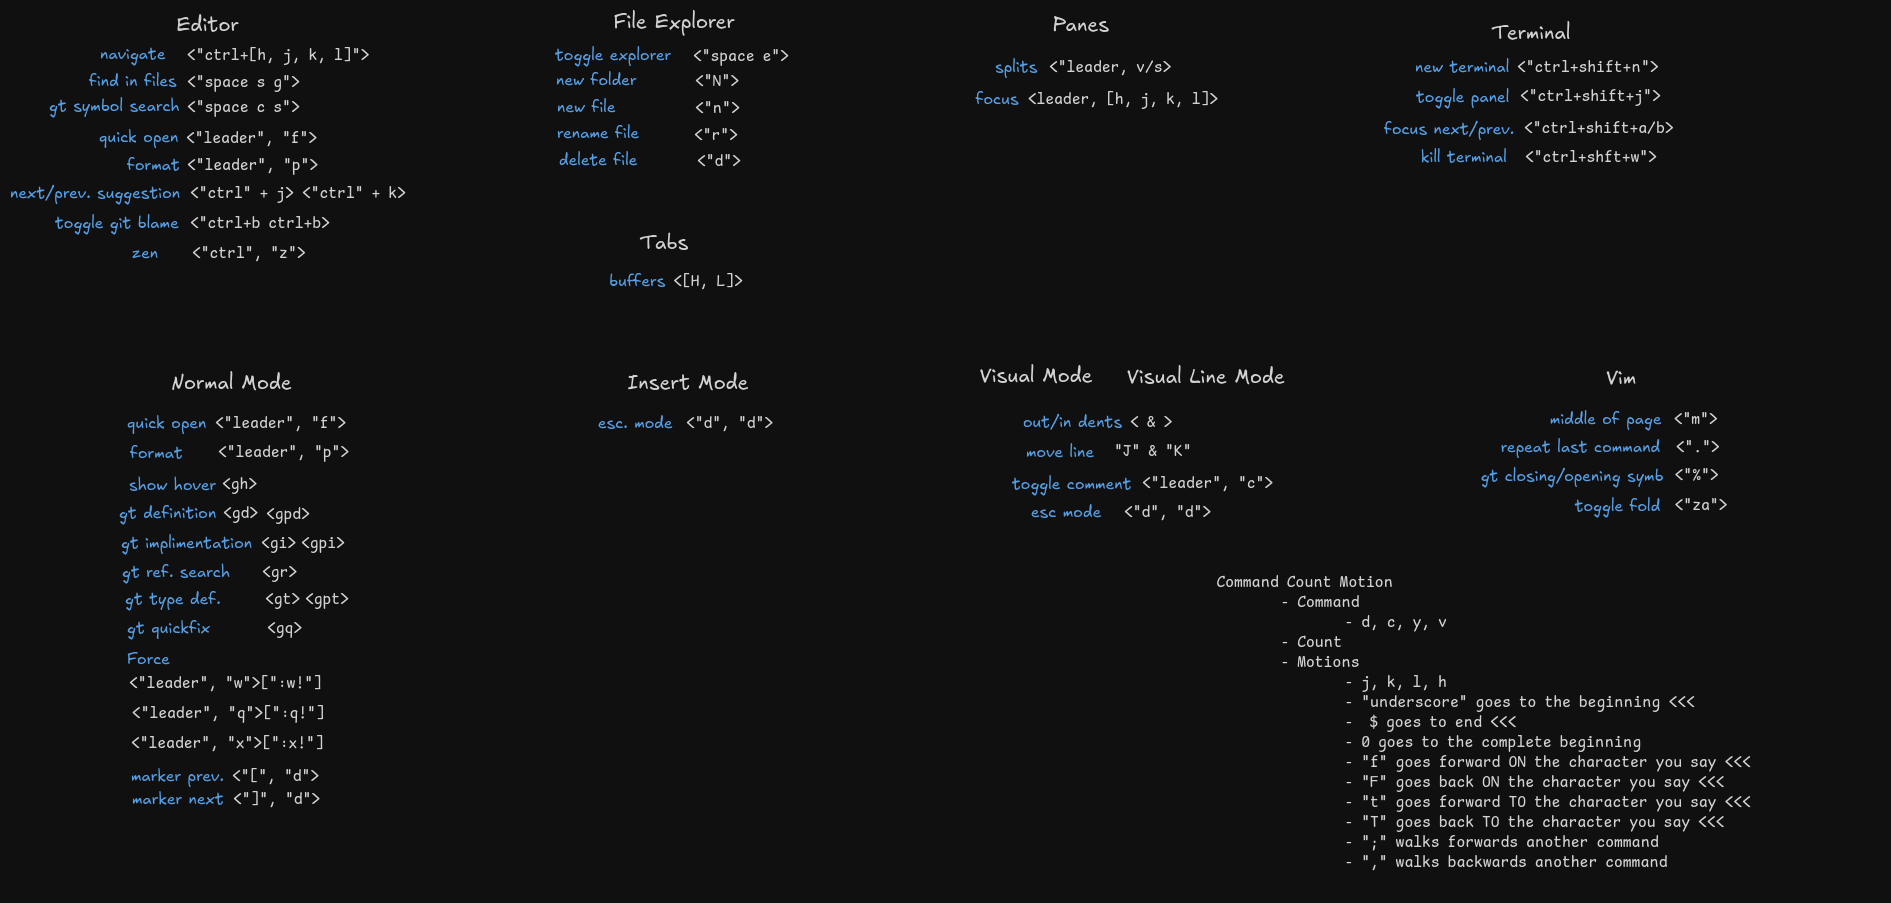 Editor
navigate <"ctrl+[h, j, k, l]">
find in files <"space s g">
gt symbol search <"space c s">
quick open <"leader", "f">
format <"leader", "p">
next/prev. suggestion <"ctrl" + j> <"ctrl" + k>
toggle git blame <"ctrl+b ctrl+b>
zen <"ctrl", "z">
File Explorer
toggle explorer <"space e">
new folder <"N">
new file <"n">
rename file <"r">
delete file <"d">
Tabs
buffers <[H, L]>
Panes
splits <"leader, v/s>
focus <leader, [h, j, k, l]>
Terminal
new terminal <"ctrl+shift+n">
toggle panel <"ctrl+shift+j">
focus next/prev. <"ctrl+shift+a/b>
kill terminal <"ctrl+shft+w">
Normal Mode
quick open <"leader", "f">
format <"leader", "p">
show hover <gh>
gt definition <gd> <gpd>
gt implimentation <gi> <gpi>
gt ref. search <gr>
gt type def. <gt> <gpt>
gt quickfix <gq>
Force
<"leader", "w">[":w!"]
<"leader", "q">[":q!"]
<"leader", "x">[":x!"]
marker prev. <"[", "d">
marker next <"]", "d">
Insert Mode
esc. mode <"d", "d">
Visual Mode Visual Line Mode
out/in dents < & >
move line "J" & "K"
toggle comment <"leader", "c">
esc mode <"d", "d">
Vim
middle of page <"m">
repeat last command <".">
gt closing/opening symb <"%">
toggle fold <"za">
Command Count Motion
- Command
- d, c, y, v
- Count
- Motions
- j, k, l, h
- "underscore" goes to the beginning <<<
- $ goes to end <<<
- 0 goes to the complete beginning
- "f" goes forward ON the character you say <<<
- "F" goes back ON the character you say <<<
- "t" goes forward TO the character you say <<<
- "T" goes back TO the character you say <<<
- ";" walks forwards another command
- "," walks backwards another command